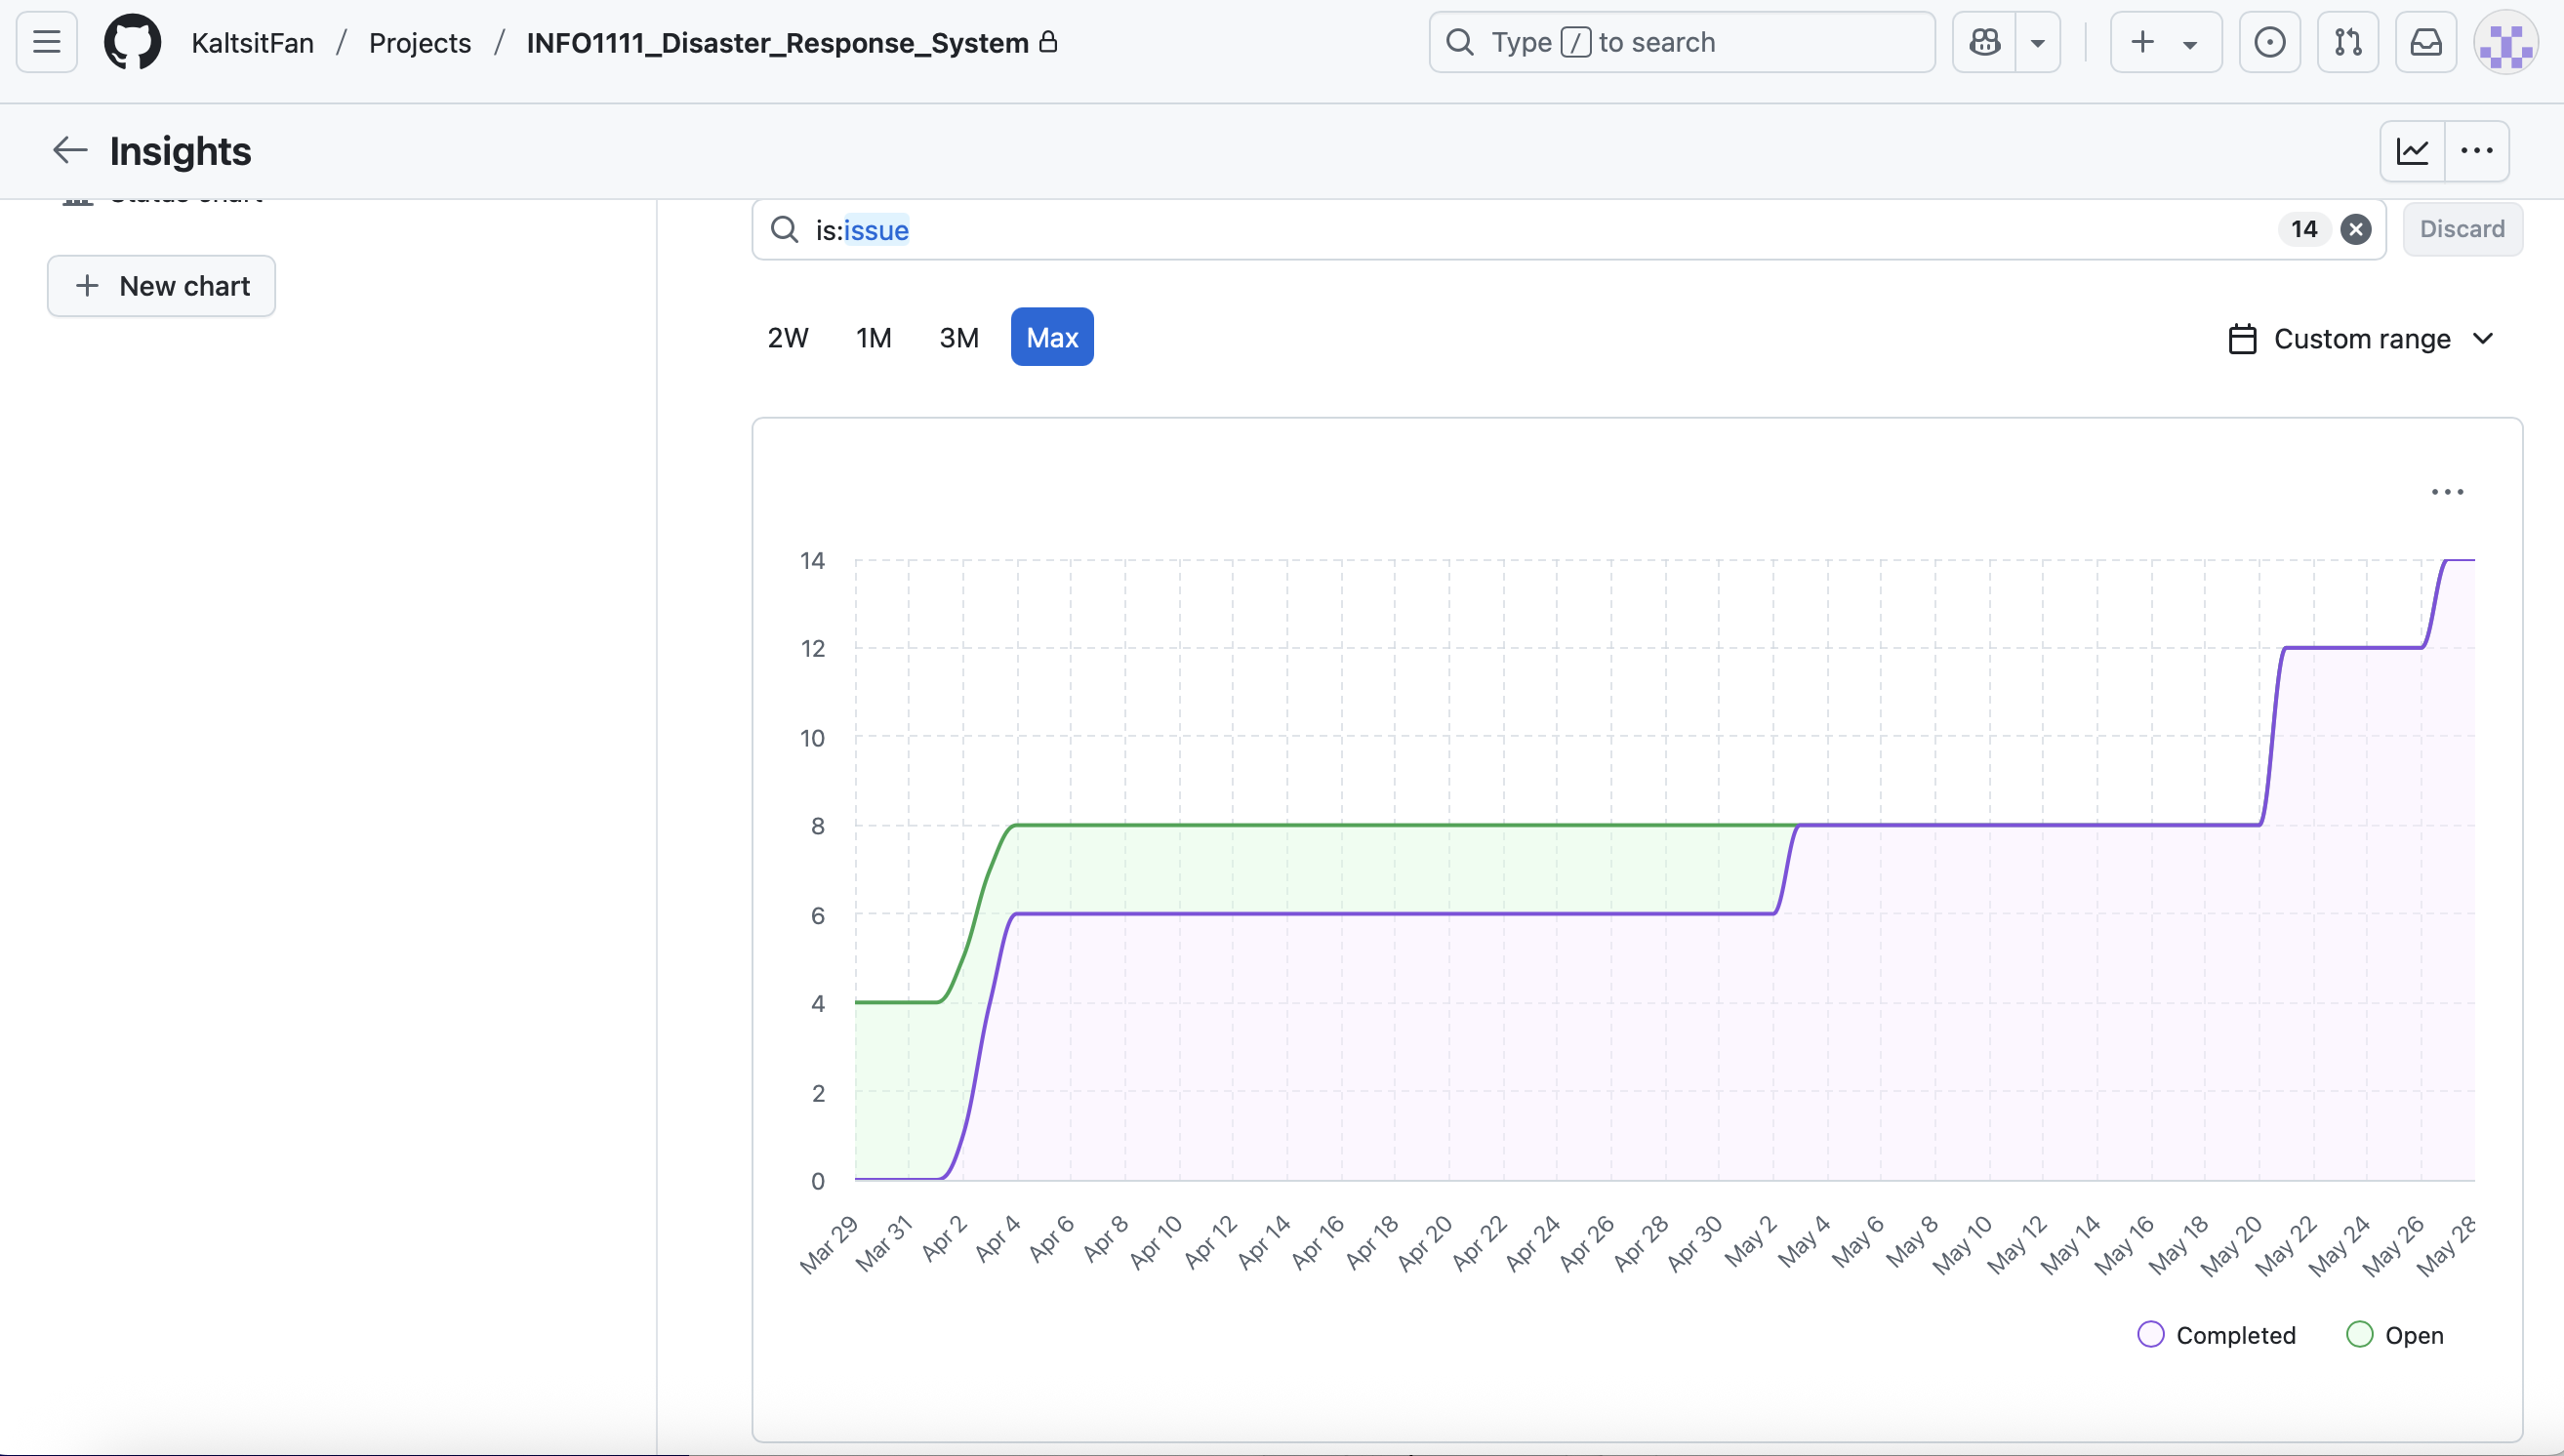 KaltsitFan / Projects / INFO1111_Disaster_Response_System
Type / to search
Insights
Status chart
New chart
is:issue
14
Discard
2W 1M 3M Max
Custom range
14
12
10
8
6
4
2
0
Mar 29 Mar 31 Apr 2 Apr 4 Apr 6 Apr 8 Apr 10 Apr 12 Apr 14 Apr 16 Apr 18 Apr 20 Apr 22 Apr 24 Apr 26 Apr 28 Apr 30 May 2 May 4 May 6 May 8 May 10 May 12 May 14 May 16 May 18 May 20 May 22 May 24 May 26 May 28
Completed Open